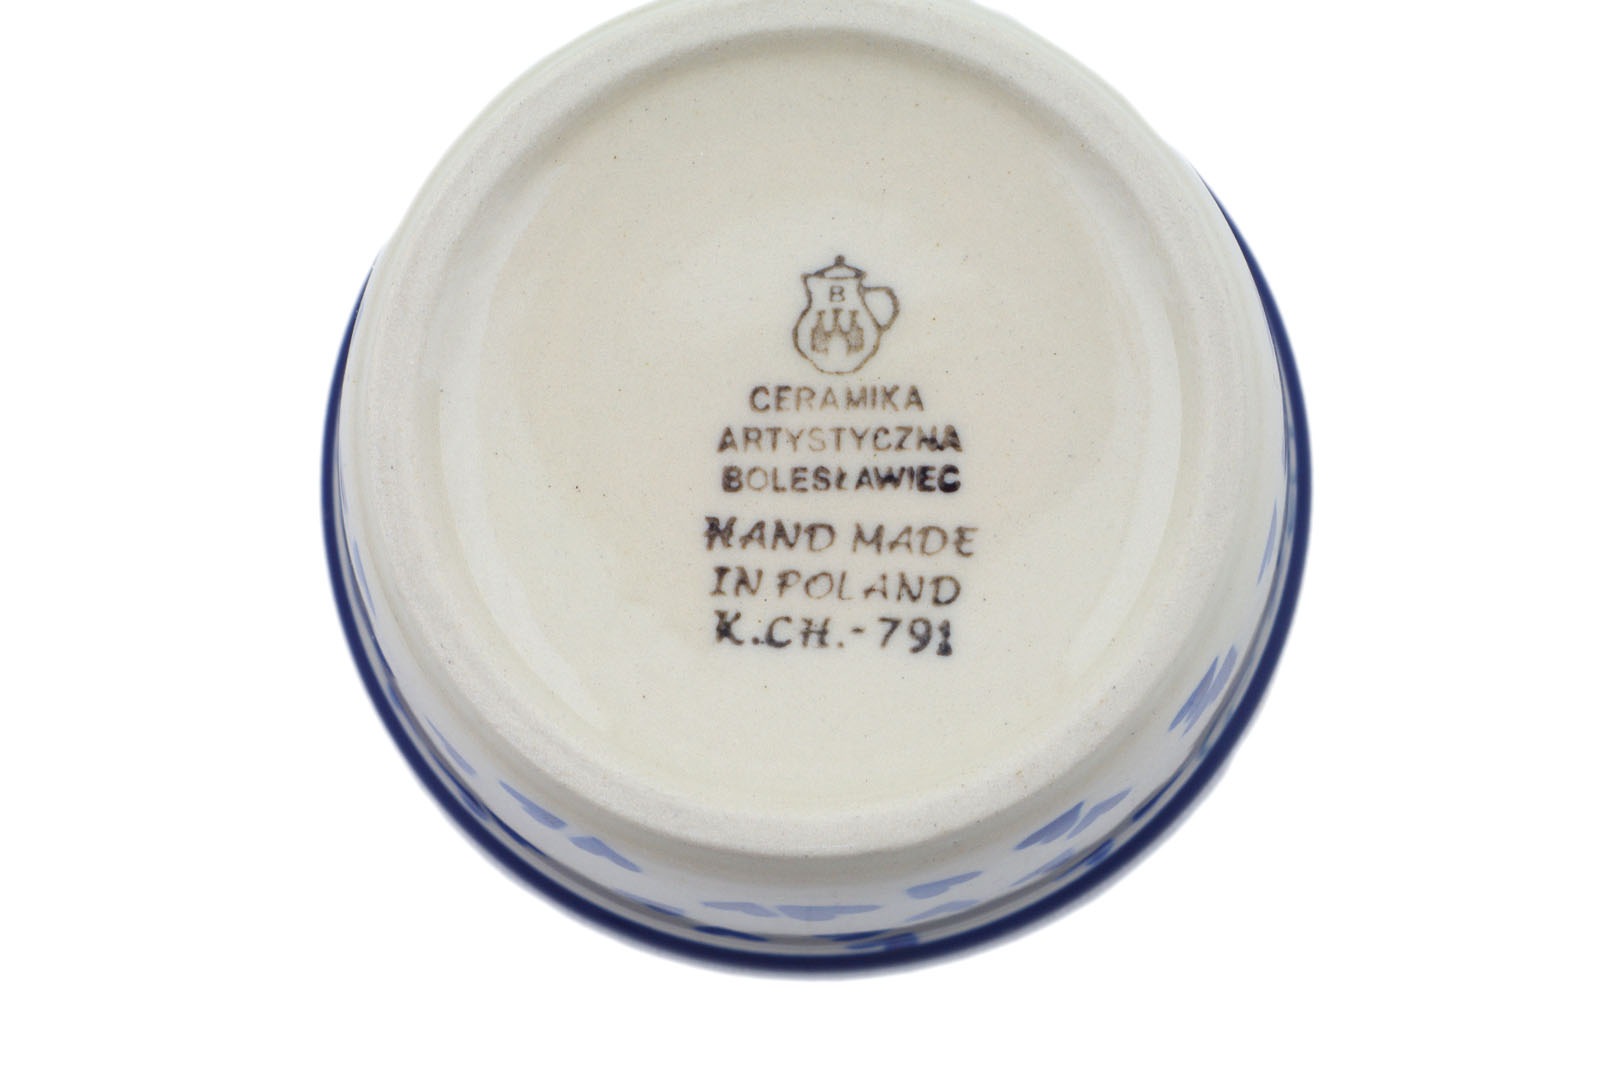 B
CERAMIKA
ARTYSTYCZNA
BOLESŁAWIEC
HAND MADE
IN POLAND
K.CH.-791